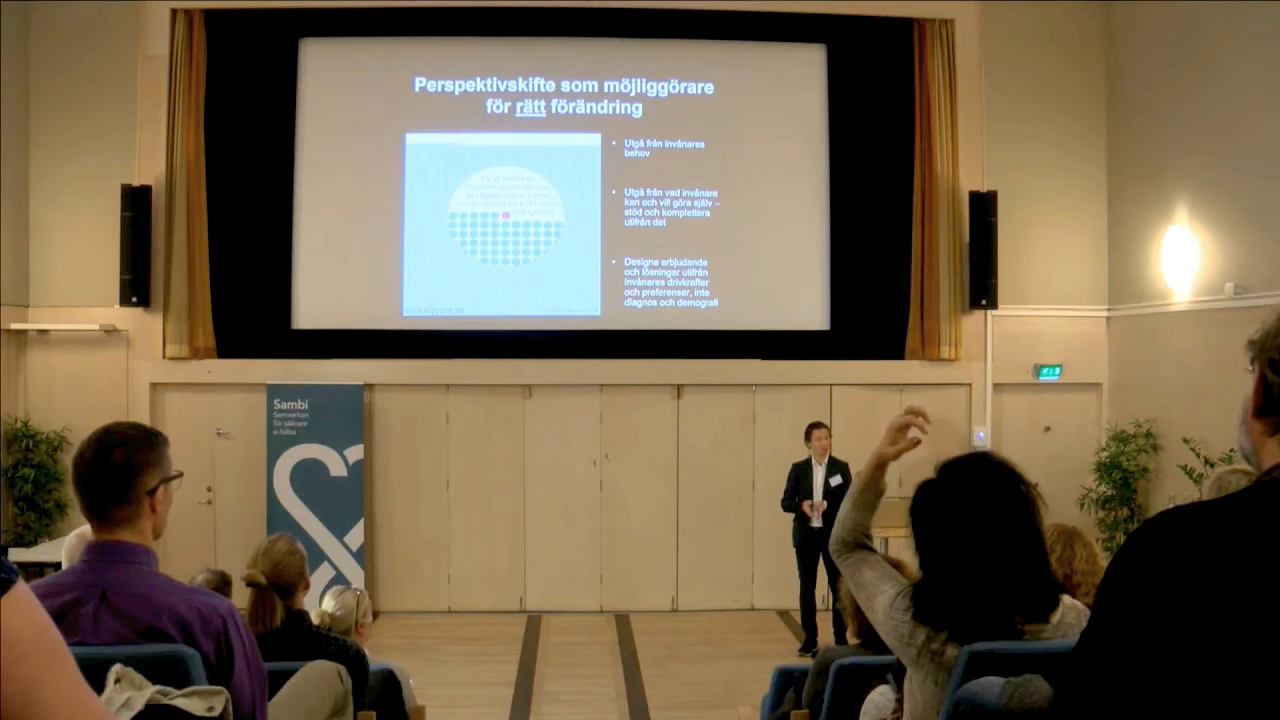 Perspektivskifte som möjliggörare
för rätt förändring
• Utgå från invånares
behov
• Utgå från vad invånare
kan och vill göra själv –
stöd och komplettera
utifrån det
• Designa erbjudande
och lösningar utifrån
invånares drivkrafter
och preferenser, inte
diagnos och demografi
Sambi
Samverkan
för säkrare
e-hälsa